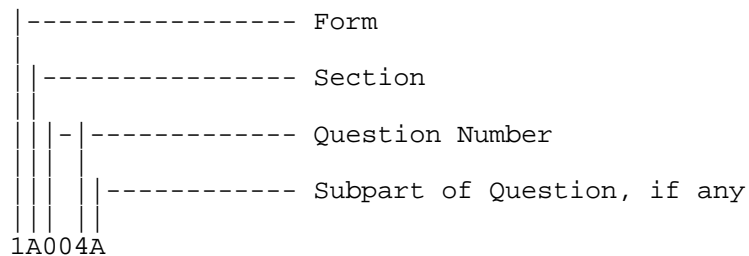 |----------------- Form
|
||---------------- Section
||
|||-|------------- Question Number
||| |
||| ||------------ Subpart of Question, if any
||| ||
1A004A